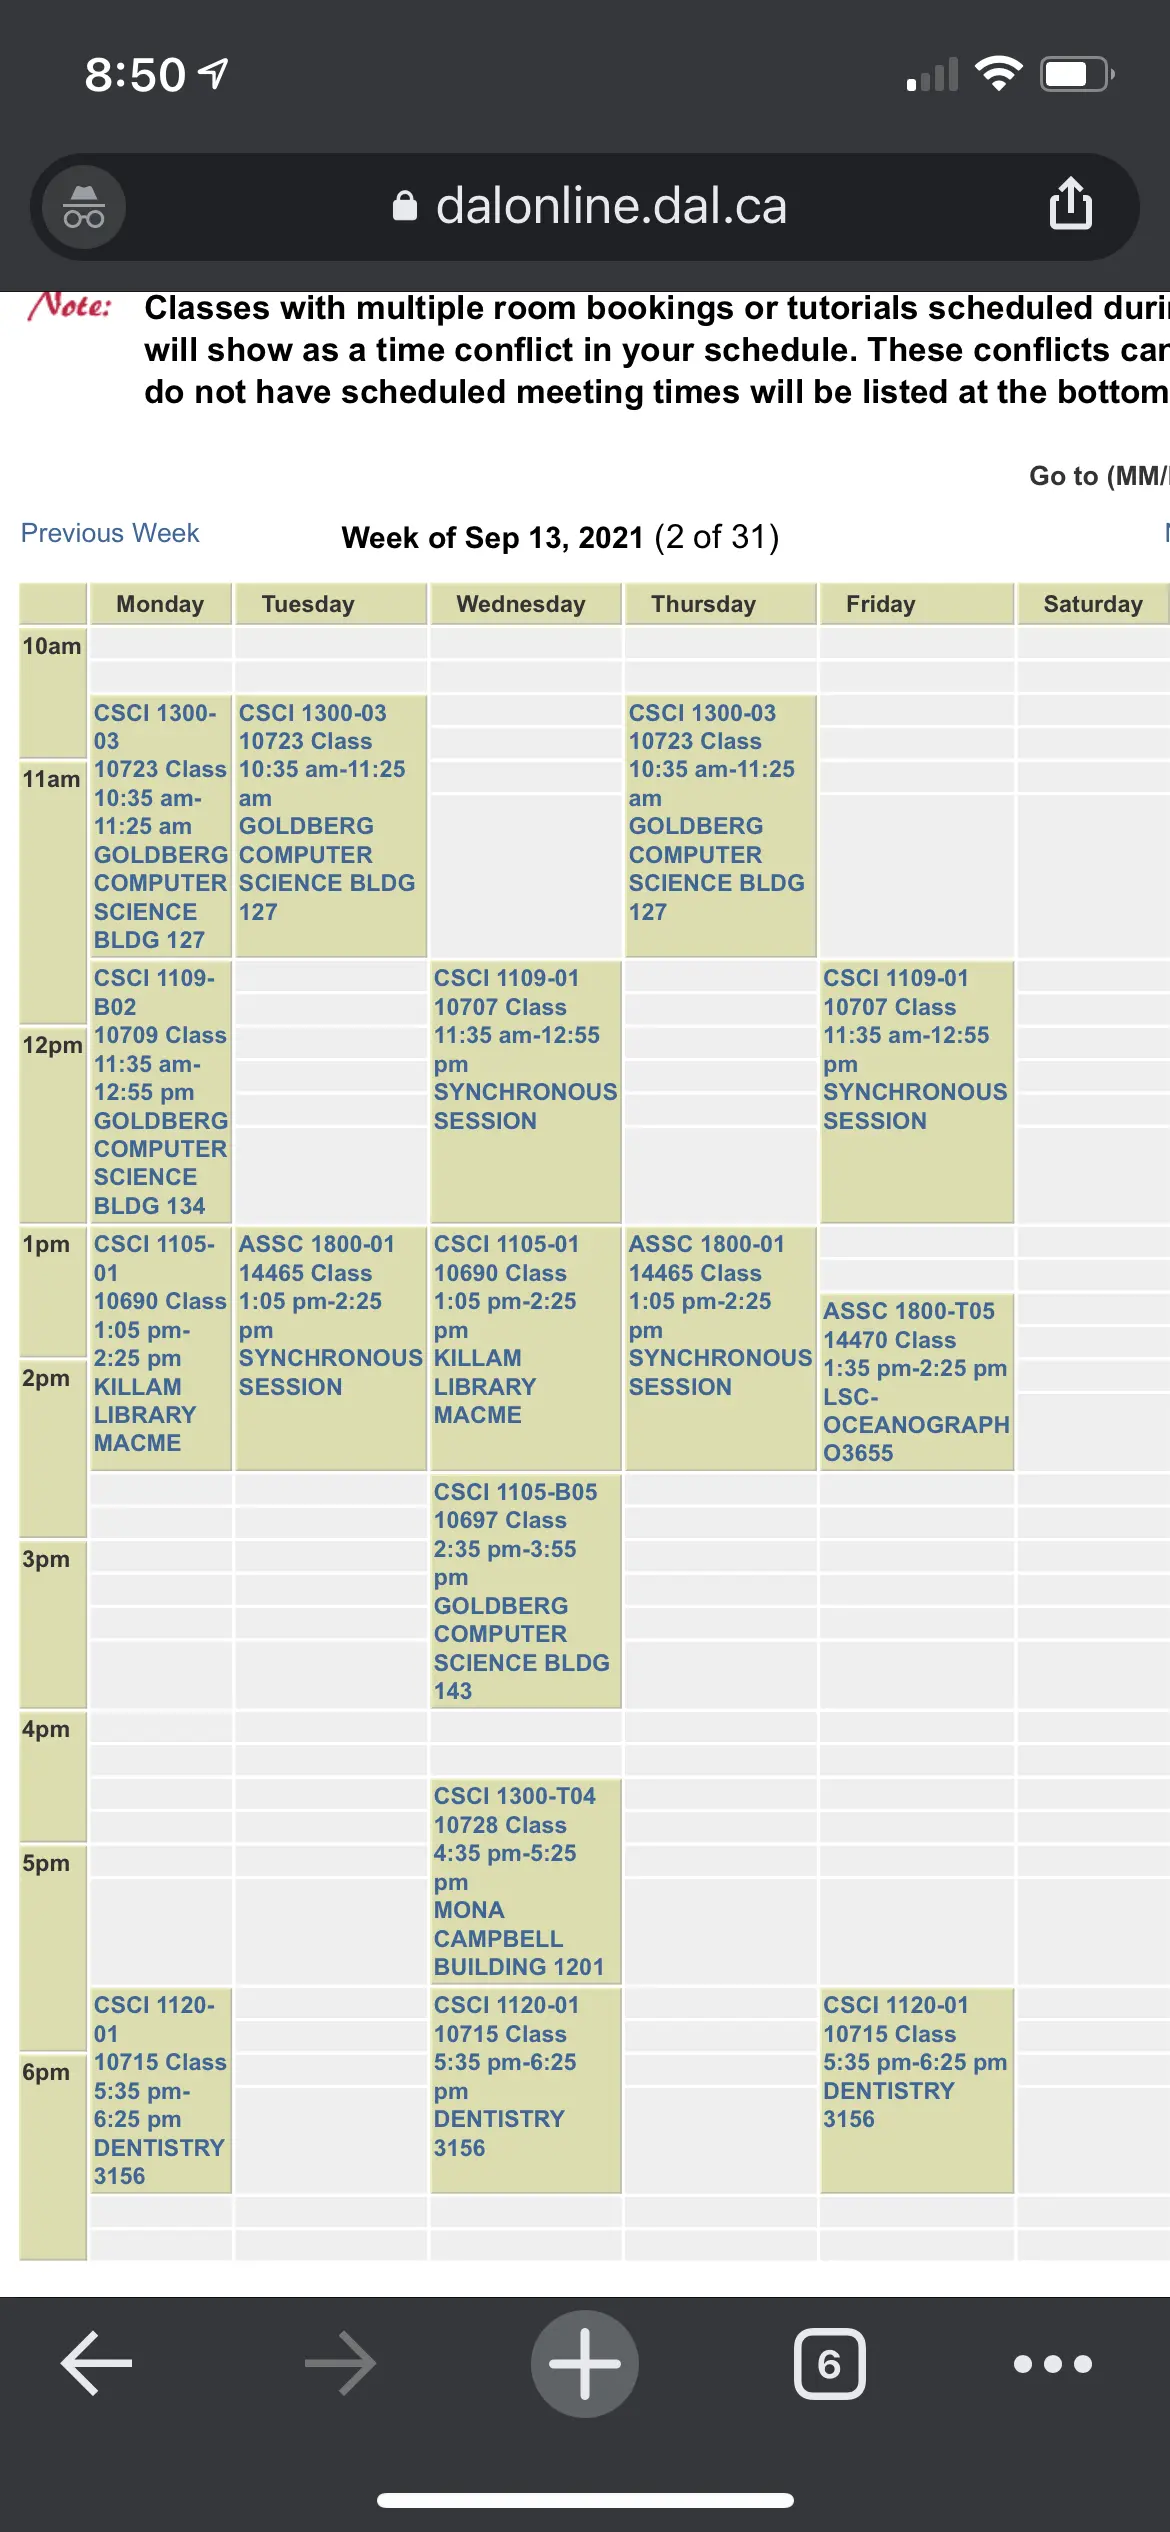 8:50
dalonline.dal.ca
Note: Classes with multiple room bookings or tutorials scheduled duri
will show as a time conflict in your schedule. These conflicts can
do not have scheduled meeting times will be listed at the bottom
Go to (MM/
Previous Week
Week of Sep 13, 2021 (2 of 31)
Monday
Tuesday
Wednesday
Thursday
Friday
Saturday
10am
CSCI 1300-
03
10723 Class
10:35 am-
11:25 am
GOLDBERG
COMPUTER
SCIENCE
BLDG 127
CSCI 1300-03
10723 Class
10:35 am-11:25
am
GOLDBERG
COMPUTER
SCIENCE BLDG
127
CSCI 1300-03
10723 Class
10:35 am-11:25
am
GOLDBERG
COMPUTER
SCIENCE BLDG
127
11am
CSCI 1109-
B02
10709 Class
11:35 am-
12:55 pm
GOLDBERG
COMPUTER
SCIENCE
BLDG 134
CSCI 1109-01
10707 Class
11:35 am-12:55
pm
SYNCHRONOUS
SESSION
CSCI 1109-01
10707 Class
11:35 am-12:55
pm
SYNCHRONOUS
SESSION
12pm
1pm
CSCI 1105-
01
10690 Class
1:05 pm-
2:25 pm
KILLAM
LIBRARY
MACME
ASSC 1800-01
14465 Class
1:05 pm-2:25
pm
SYNCHRONOUS
SESSION
CSCI 1105-01
10690 Class
1:05 pm-2:25
pm
KILLAM
LIBRARY
MACME
ASSC 1800-01
14465 Class
1:05 pm-2:25
pm
SYNCHRONOUS
SESSION
ASSC 1800-T05
14470 Class
1:35 pm-2:25 pm
LSC-
OCEANOGRAPH
O3655
2pm
CSCI 1105-B05
10697 Class
2:35 pm-3:55
pm
GOLDBERG
COMPUTER
SCIENCE BLDG
143
3pm
4pm
CSCI 1300-T04
10728 Class
4:35 pm-5:25
pm
MONA
CAMPBELL
BUILDING 1201
5pm
CSCI 1120-
01
10715 Class
5:35 pm-
6:25 pm
DENTISTRY
3156
CSCI 1120-01
10715 Class
5:35 pm-6:25
pm
DENTISTRY
3156
CSCI 1120-01
10715 Class
5:35 pm-6:25 pm
DENTISTRY
3156
6pm
6